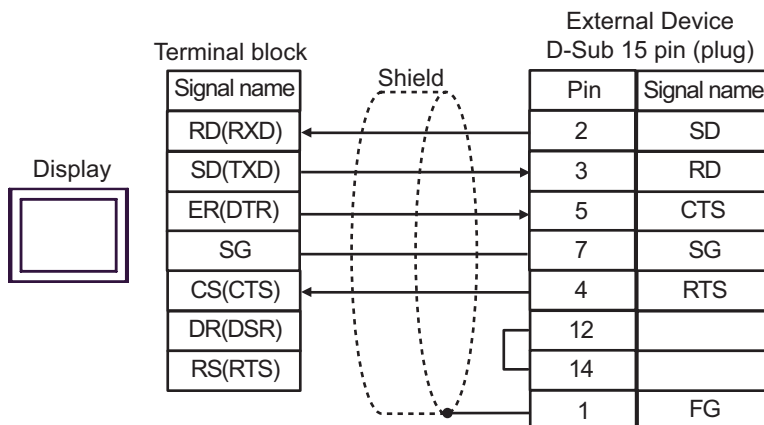 External Device
Terminal block D-Sub 15 pin (plug)
Signal name Shield Pin Signal name
RD(RXD) 2 SD
Display SD(TXD) 3 RD
ER(DTR) 5 CTS
SG 7 SG
CS(CTS) 4 RTS
DR(DSR) 12
RS(RTS) 14
1 FG